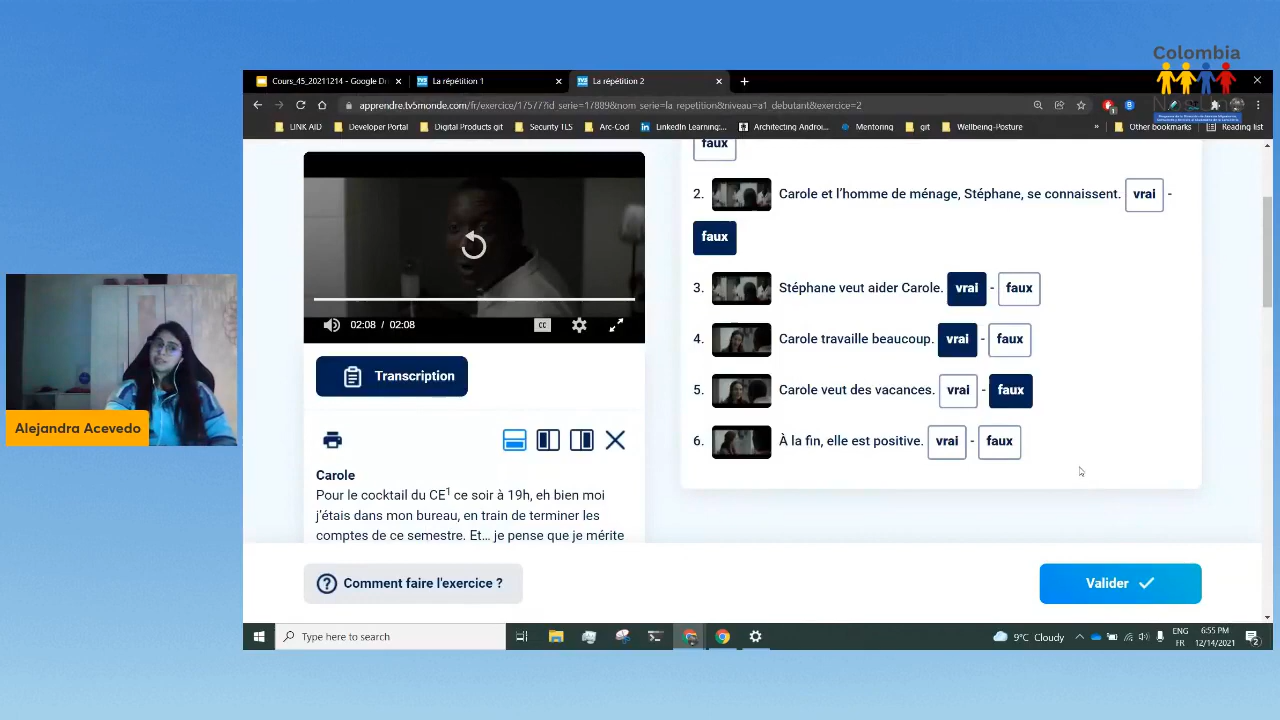 Colombia
Cours_45_20211214 - Google Dr
La répétition 1
La répétition 2
apprendre.tv5monde.com/fr/exercice/17577?id_serie=17889&nom_serie=la_repetition&niveau=a1_debutant&exercice=2
LINK AID
Developer Portal
Digital Products git
Security TLS
Arc-Cod
LinkedIn Learning:...
Architecting Androi...
Mentoring
git
Wellbeing-Posture
»
Other bookmarks
Reading list
faux
2. Carole et l'homme de ménage, Stéphane, se connaissent. vrai -
faux
3. Stéphane veut aider Carole. vrai - faux
4. Carole travaille beaucoup. vrai - faux
5. Carole veut des vacances. vrai - faux
6. À la fin, elle est positive. vrai - faux
02:08 / 02:08
CC
Transcription
Carole
Pour le cocktail du CE1 ce soir à 19h, eh bien moi
j'étais dans mon bureau, en train de terminer les
comptes de ce semestre. Et... je pense que je mérite
Alejandra Acevedo
Comment faire l'exercice ?
Valider
Type here to search
9°C Cloudy
ENG
FR
6:55 PM
12/14/2021